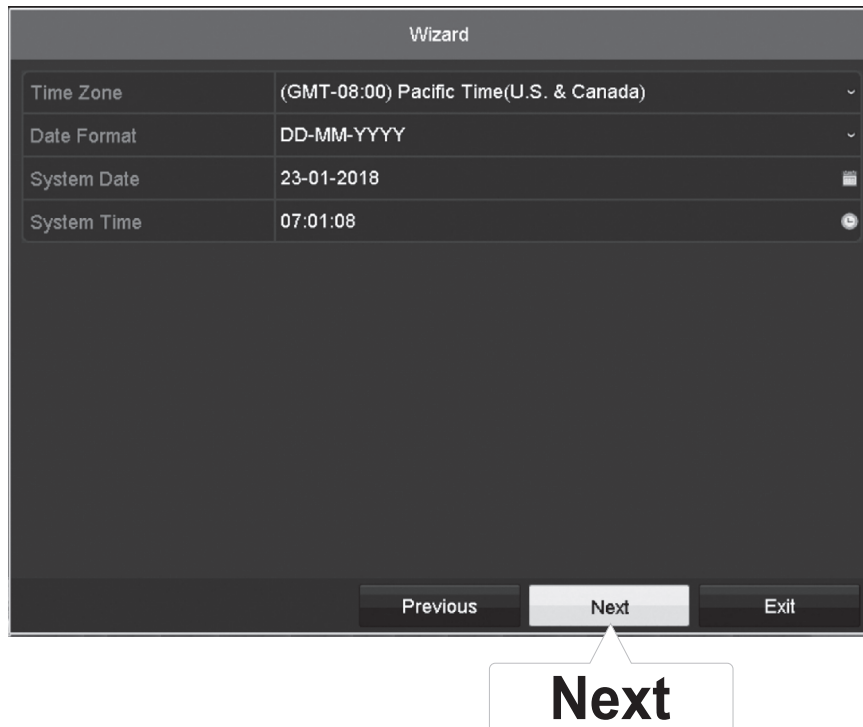 Wizard
Time Zone (GMT-08:00) Pacific Time(U.S. & Canada)
Date Format DD-MM-YYYY
System Date 23-01-2018
System Time 07:01:08
Previous Next Exit
Next